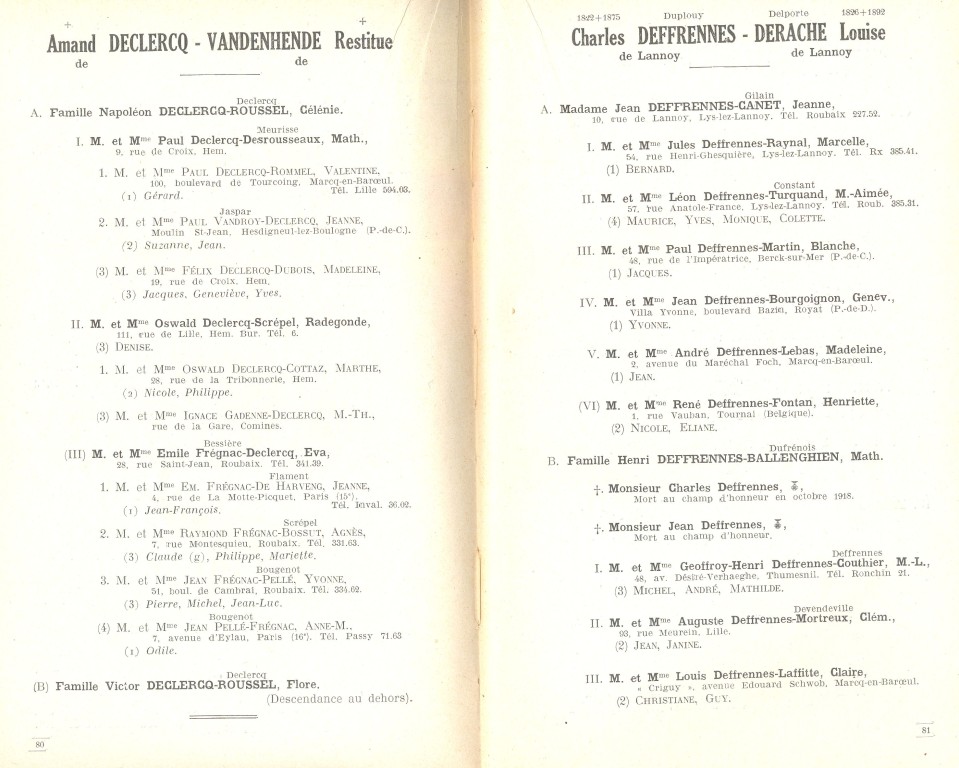 + +
Amand DECLERCQ - VANDENHENDE Restitue
de de
Declercq
A. Famille Napoléon DECLERCQ-ROUSSEL, Célénie.
Meurisse
I. M. et Mme Paul Declercq-Desrousseaux, Math.,
9, rue de Croix, Hem.
1. M. et Mme PAUL DECLERCQ-ROMMEL, VALENTINE,
100, boulevard de Tourcoing, Marcq-en-Barœul.
Tél. Lille 504.03.
(1) Gérard.
Jaspar
2. M. et Mme PAUL VANDROY-DECLERCQ, JEANNE,
Moulin St-Jean, Hesdigneul-lez-Boulogne (P.-de-C.).
(2) Suzanne, Jean.
(3) M. et Mme FÉLIX DECLERCQ-DUBOIS, MADELEINE,
19, rue de Croix, Hem.
(3) Jacques, Geneviève, Yves.
II. M. et Mme Oswald Declercq-Scrépel, Radegonde,
111, rue de Lille, Hem. Bur. Tél. 6.
(3) DENISE.
1. M. et Mme OSWALD DECLERCQ-COTTAZ, MARTHE,
28, rue de la Tribonnerie, Hem.
(2) Nicole, Philippe.
(3) M. et Mme IGNACE GADENNE-DECLERCQ, M.-TH.,
rue de la Gare, Comines.
Bessière
(III) M. et Mme Emile Frégnac-Declercq, Eva,
28, rue Saint-Jean, Roubaix. Tél. 341.39.
Flament
1. M. et Mme EM. FRÉGNAC-DE HARVENG, JEANNE,
4, rue de La Motte-Picquet, Paris (15°).
Tél. Laval. 36.02.
(1) Jean-François.
Scrépel
2. M. et Mme RAYMOND FRÉGNAC-BOSSUT, AGNÈS,
7, rue Montesquieu, Roubaix. Tél. 331.63.
(3) Claude (g), Philippe, Mariette.
Bougenot
3. M. et Mme JEAN FRÉGNAC-PELLÉ, YVONNE,
51, boul. de Cambrai, Roubaix. Tél. 334.62.
(3) Pierre, Michel, Jean-Luc.
Bougenot
(4) M. et Mme JEAN PELLÉ-FRÉGNAC, ANNE-M.,
7, avenue d'Eylau, Paris (16°). Tél. Passy 71.63
(1) Odile.
Declercq
(B) Famille Victor DECLERCQ-ROUSSEL, Flore.
(Descendance au dehors).
80
1822+1875 Duplouy Delporte 1826+1892
Charles DEFFRENNES - DERACHE Louise
de Lannoy de Lannoy
Gilain
A. Madame Jean DEFFRENNES-CANET, Jeanne,
10, rue de Lannoy, Lys-lez-Lannoy. Tél. Roubaix 227.52.
I. M. et Mme Jules Deffrennes-Raynal, Marcelle,
54, rue Henri-Ghesquière, Lys-lez-Lannoy. Tél. Rx 385.41.
(1) BERNARD.
Constant
II. M. et Mme Léon Deffrennes-Turquand, M.-Aimée,
57, rue Anatole-France, Lys-lez-Lannoy. Tél. Roub. 385.31.
(4) MAURICE, YVES, MONIQUE, COLETTE.
III. M. et Mme Paul Deffrennes-Martin, Blanche,
48, rue de l'Impératrice, Berck-sur-Mer (P.-de-C.).
(1) JACQUES.
IV. M. et Mme Jean Deffrennes-Bourgoignon, Genev.,
Villa Yvonne, boulevard Bazin, Royat (P.-de-D.).
(1) YVONNE.
V. M. et Mme André Deffrennes-Lebas, Madeleine,
2, avenue du Maréchal Foch, Marcq-en-Barœul.
(1) JEAN.
(VI) M. et Mme René Deffrennes-Fontan, Henriette,
1, rue Vauban, Tournai (Belgique).
(2) NICOLE, ELIANE.
Dufrénois
B. Famille Henri DEFFRENNES-BALLENGHIEN, Math.
‡. Monsieur Charles Deffrennes,
Mort au champ d'honneur en octobre 1918.
‡. Monsieur Jean Deffrennes,
Mort au champ d'honneur.
Deffrennes
I. M. et Mme Geoffroy-Henri Deffrennes-Couthier, M.-L.,
48, av. Désiré-Verhaeghe, Thumesnil. Tél. Ronchin 21.
(3) MICHEL, ANDRÉ, MATHILDE.
Devendeville
II. M. et Mme Auguste Deffrennes-Mortreux, Clém.,
93, rue Meurein, Lille.
(2) JEAN, JANINE.
III. M. et Mme Louis Deffrennes-Laffitte, Claire,
« Criguy », avenue Edouard Schwob, Marcq-en-Barœul.
(2) CHRISTIANE, GUY.
81